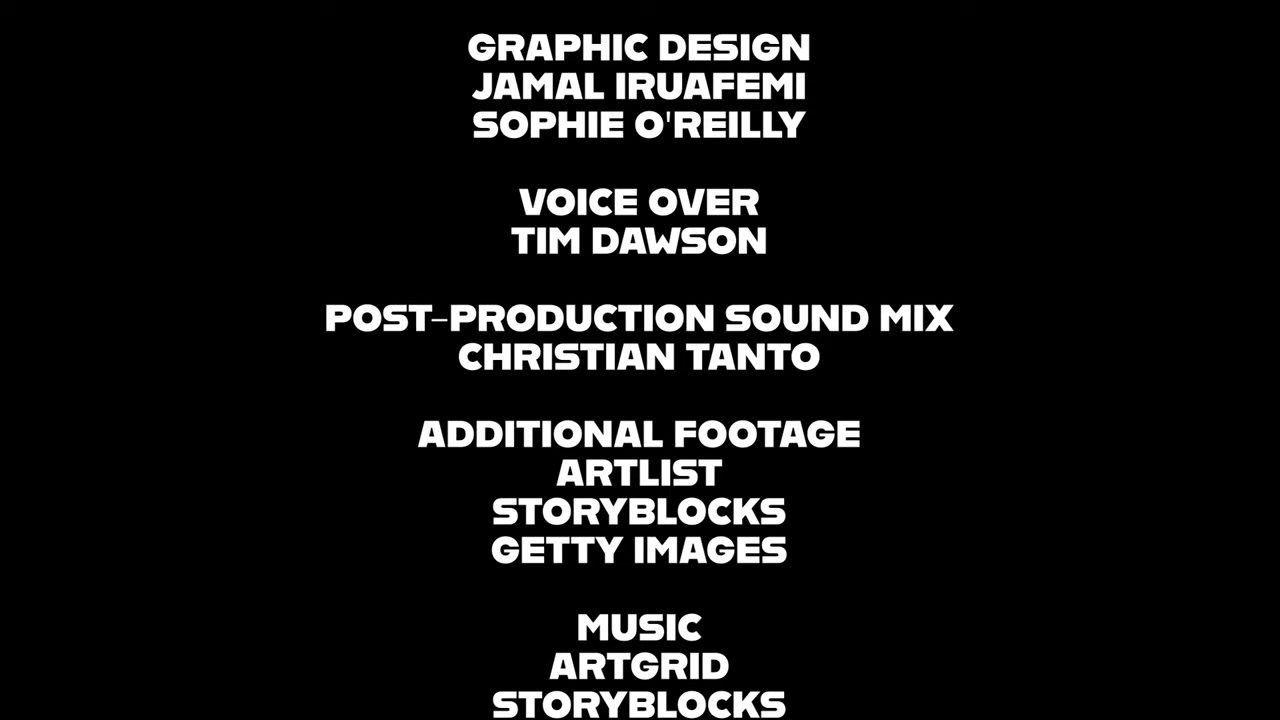 GRAPHIC DESIGN
JAMAL IRUAFEMI
SOPHIE O'REILLY
VOICE OVER
TIM DAWSON
POST-PRODUCTION SOUND MIX
CHRISTIAN TANTO
ADDITIONAL FOOTAGE
ARTLIST
STORYBLOCKS
GETTY IMAGES
MUSIC
ARTGRID
STORYBLOCKS